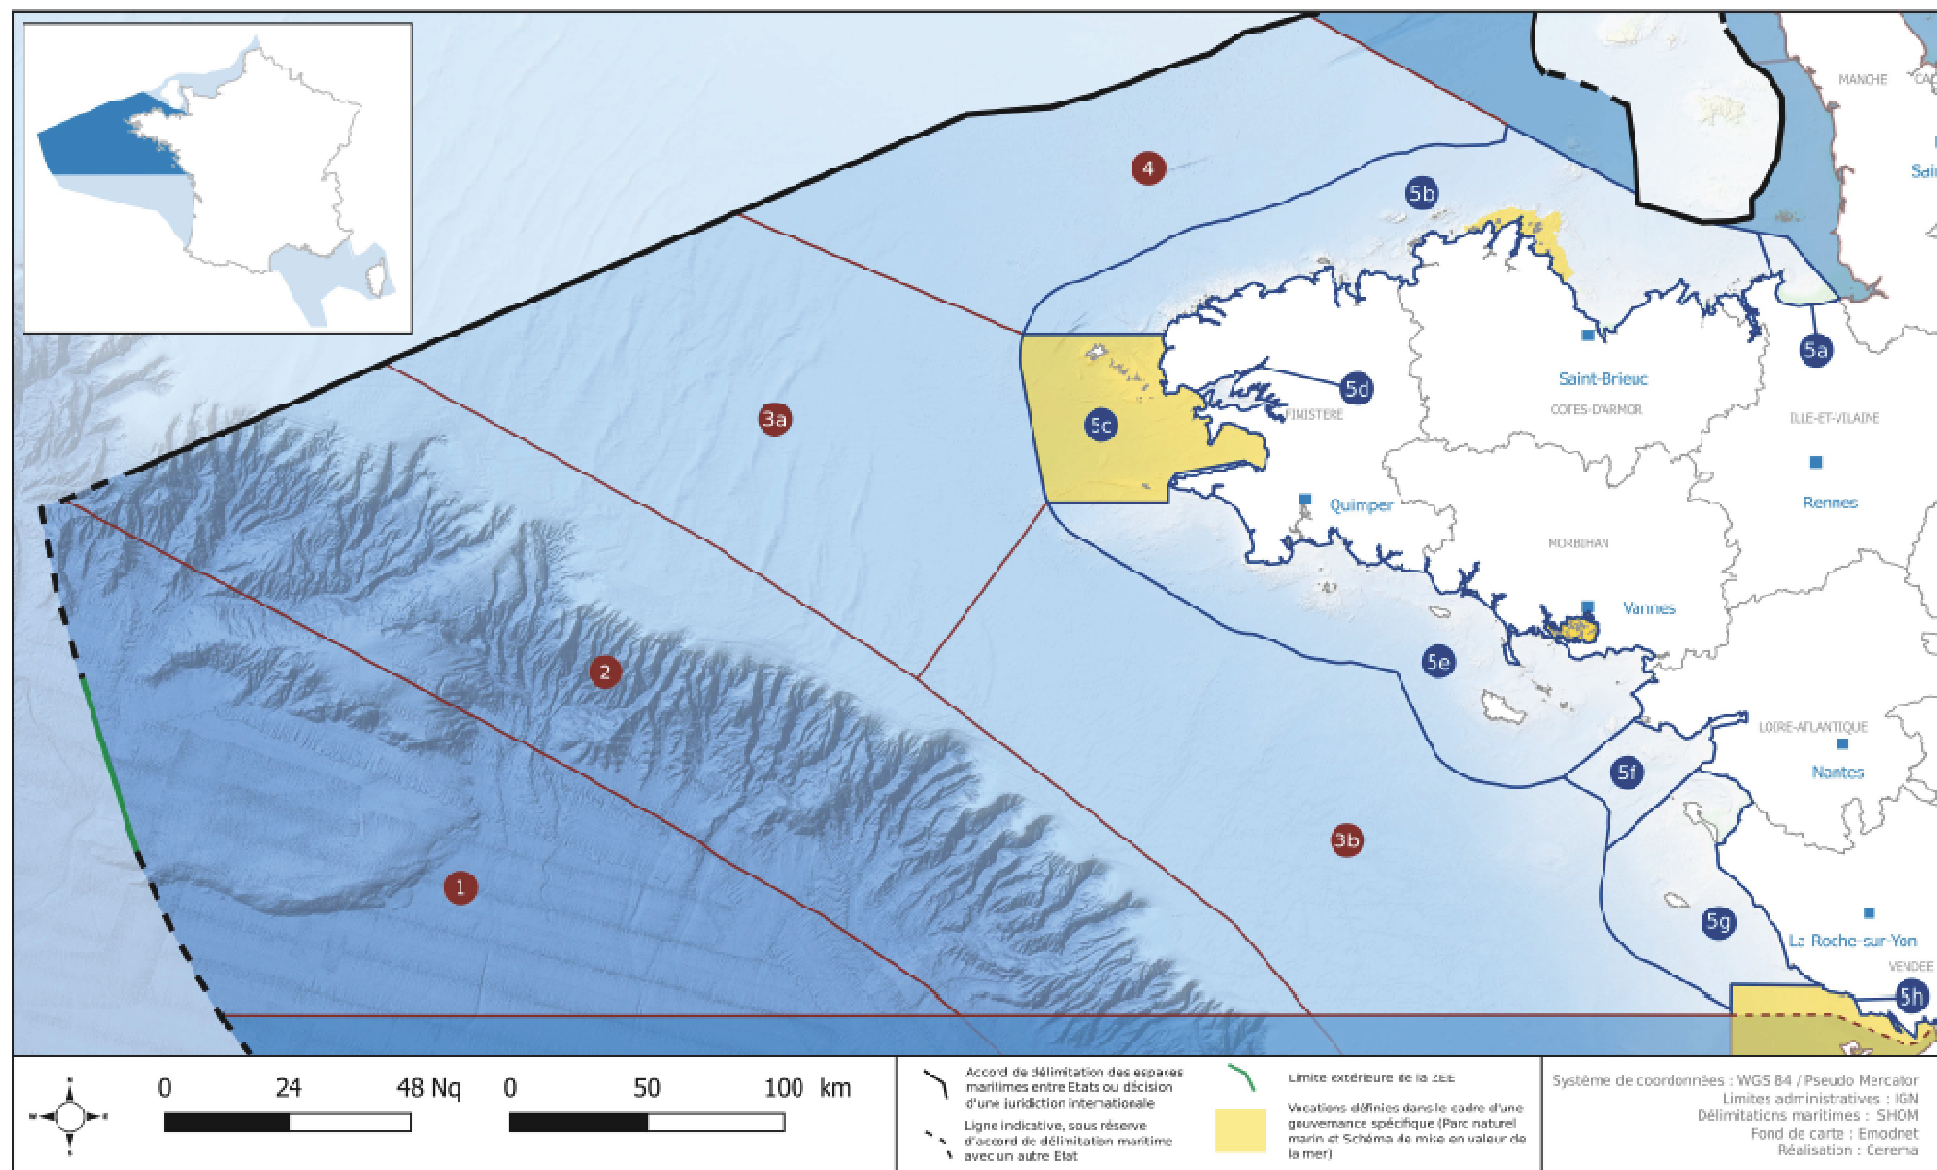 MANCHE
4
5b
5a
Saint-Brieuc
5d
3a
FINISTERE
COTES-D'ARMOR
5c
ILLE-ET-VILAINE
Quimper
Rennes
MORBIHAN
Vannes
5e
2
LOIRE-ATLANTIQUE
5f
Nantes
3b
1
5g
La Roche-sur-Yon
VENDEE
5h
0 24 48 Nq
0 50 100 km
Accord de délimitation des espaces
maritimes entre Etats ou décision
d'une juridiction internationale
Ligne indicative, sous réserve
d'accord de délimitation maritime
avec un autre Etat
Limite extérieure de la ZEE
Vocations définies dans le cadre d'une
gouvernance spécifique (Parc naturel
marin et Schéma de mise en valeur de
la mer)
Système de coordonnées : WGS 84 / Pseudo Mercator
Limites administratives : IGN
Délimitations maritimes : SHOM
Fond de carte : Emodnet
Réalisation : Cerema